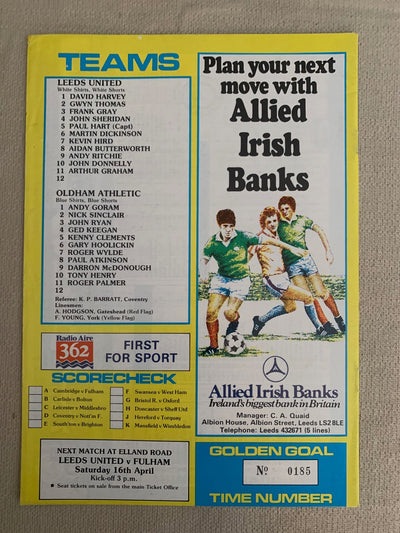 TEAMS
LEEDS UNITED
White Shirts, White Shorts
1 DAVID HARVEY
2 GWYN THOMAS
3 FRANK GRAY
4 JOHN SHERIDAN
5 PAUL HART (Capt)
6 MARTIN DICKINSON
7 KEVIN HIRD
8 AIDAN BUTTERWORTH
9 ANDY RITCHIE
10 JOHN DONNELLY
11 ARTHUR GRAHAM
12
OLDHAM ATHLETIC
Blue Shirts, Blue Shorts
1 ANDY GORAM
2 NICK SINCLAIR
3 JOHN RYAN
4 GED KEEGAN
5 KENNY CLEMENTS
6 GARY HOOLICKIN
7 ROGER WYLDE
8 PAUL ATKINSON
9 DARRON McDONOUGH
10 TONY HENRY
11 ROGER PALMER
12
Referee: K. P. BARRATT, Coventry
Linesmen:
A. HODGSON, Gateshead (Red Flag)
F. YOUNG, York (Yellow Flag)
Radio Aire
362
FIRST
FOR SPORT
SCORECHECK
A Cambridge v Fulham
B Carlisle v Bolton
C Leicester v Middlesbro
D Coventry v Nott'm F.
E South'ton v Brighton
F Swansea v West Ham
G Bristol R. v Oxford
H Doncaster v Sheff Utd
J Hereford v Torquay
K Mansfield v Wimbledon
NEXT MATCH AT ELLAND ROAD
LEEDS UNITED v FULHAM
Saturday 16th April
Kick-off 3 p.m.
★ Seat tickets on sale from the main Ticket Office
Plan your next
move with
Allied
Irish
Banks
Allied Irish Banks
Ireland's biggest bank in Britain
Manager: C. A. Quaid
Albion House, Albion Street, Leeds LS2 8LE
Telephone: Leeds 432671 (5 lines)
GOLDEN GOAL
Nº 0185
TIME NUMBER